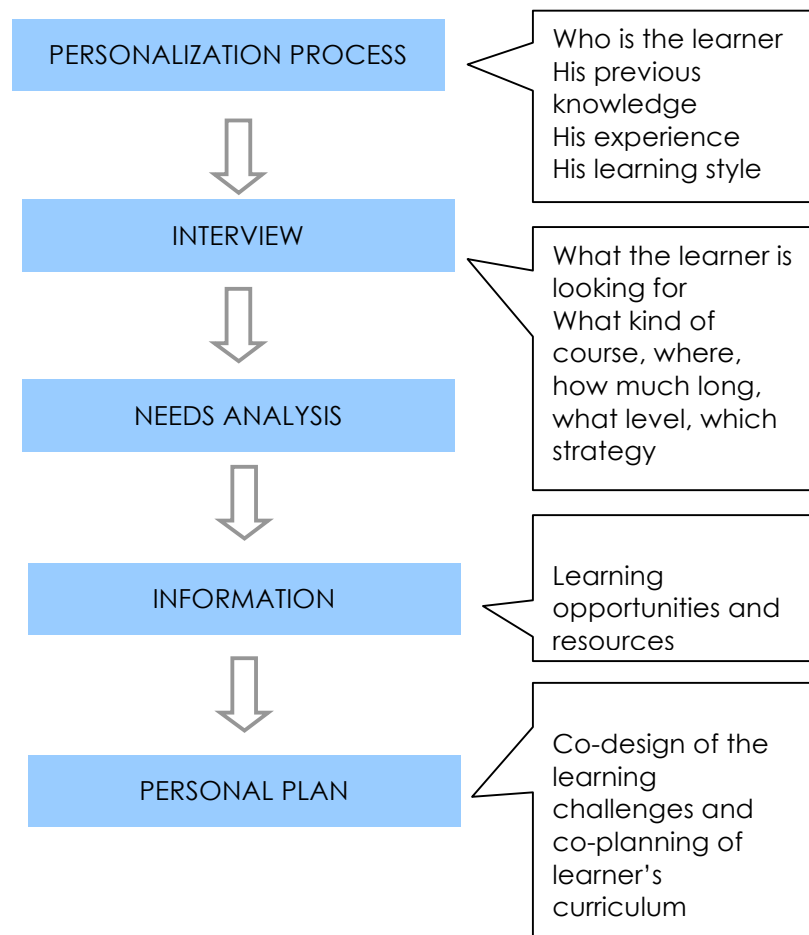 PERSONALIZATION PROCESS
Who is the learner
His previous
knowledge
His experience
His learning style
INTERVIEW
What the learner is
looking for
What kind of
course, where,
how much long,
what level, which
strategy
NEEDS ANALYSIS
INFORMATION
Learning
opportunities and
resources
PERSONAL PLAN
Co-design of the
learning
challenges and
co-planning of
learner’s
curriculum